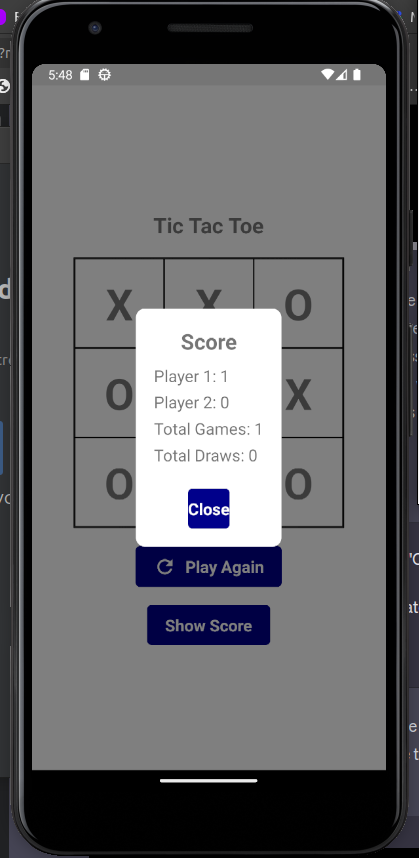 5:48
Tic Tac Toe
X X O
Score
Player 1: 1
O X
Player 2: 0
Total Games: 1
Total Draws: 0
O O
Close
Play Again
Show Score